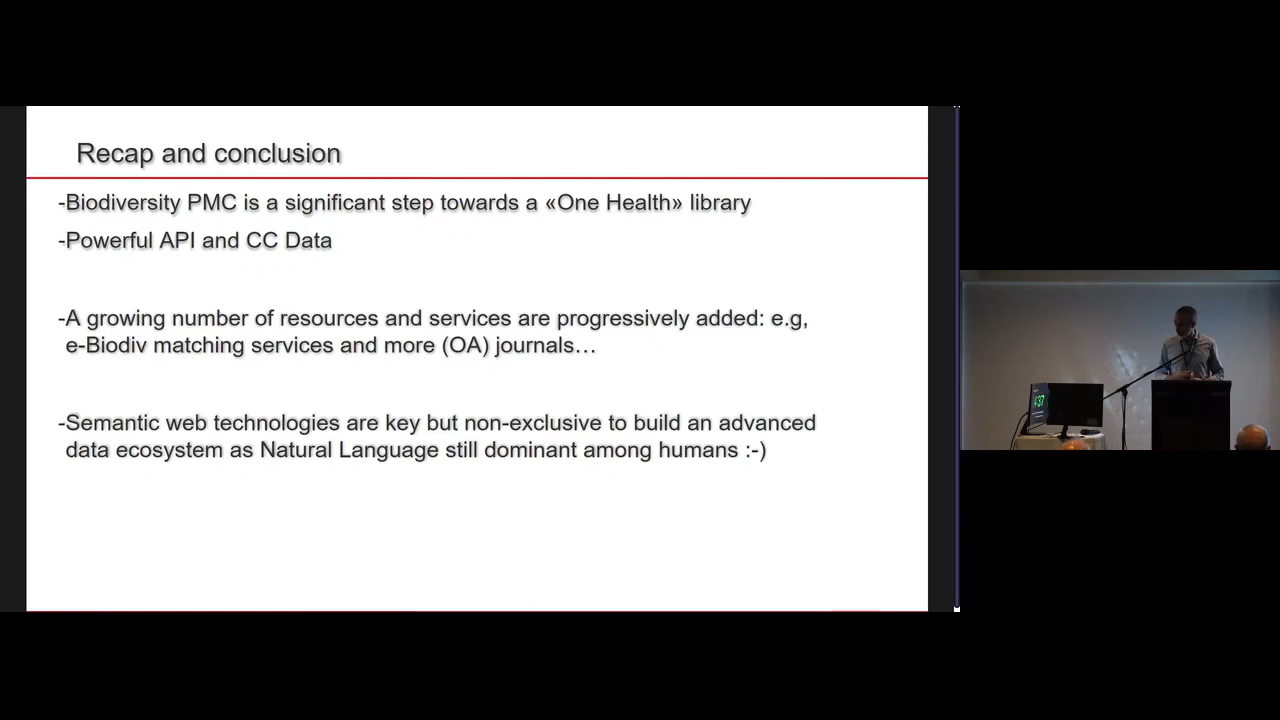 Recap and conclusion
-Biodiversity PMC is a significant step towards a «One Health» library
-Powerful API and CC Data
-A growing number of resources and services are progressively added: e.g,
e-Biodiv matching services and more (OA) journals…
-Semantic web technologies are key but non-exclusive to build an advanced
data ecosystem as Natural Language still dominant among humans :-)